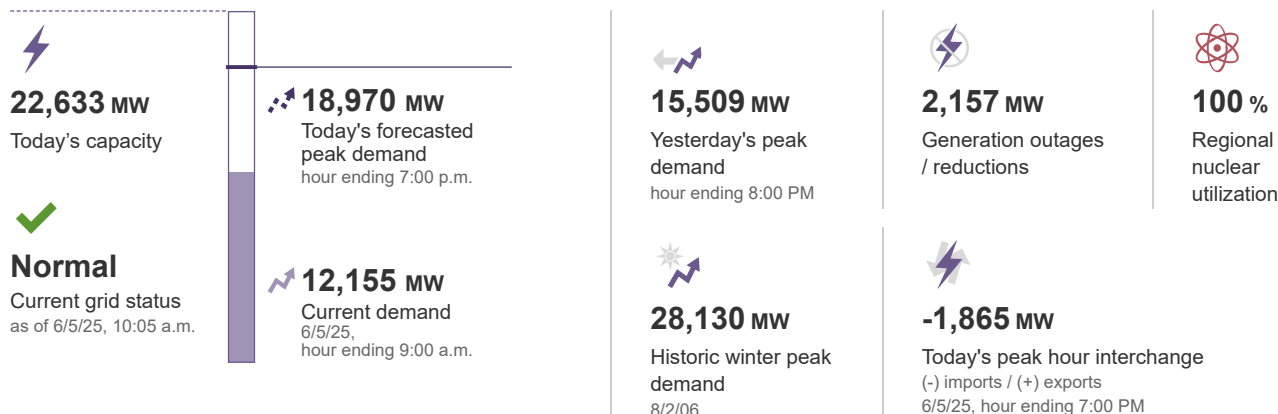 22,633 MW
Today's capacity
Normal
Current grid status
as of 6/5/25, 10:05 a.m.
18,970 MW
Today's forecasted
peak demand
hour ending 7:00 p.m.
12,155 MW
Current demand
6/5/25,
hour ending 9:00 a.m.
15,509 MW
Yesterday's peak
demand
hour ending 8:00 PM
2,157 MW
Generation outages
/ reductions
100 %
Regional
nuclear
utilization
28,130 MW
Historic winter peak
demand
8/2/06
-1,865 MW
Today's peak hour interchange
(-) imports / (+) exports
6/5/25, hour ending 7:00 PM